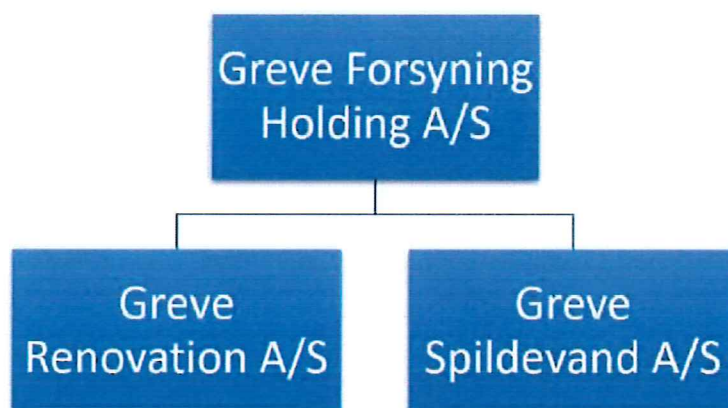 Greve Forsyning
Holding A/S
Greve
Renovation A/S
Greve
Spildevand A/S